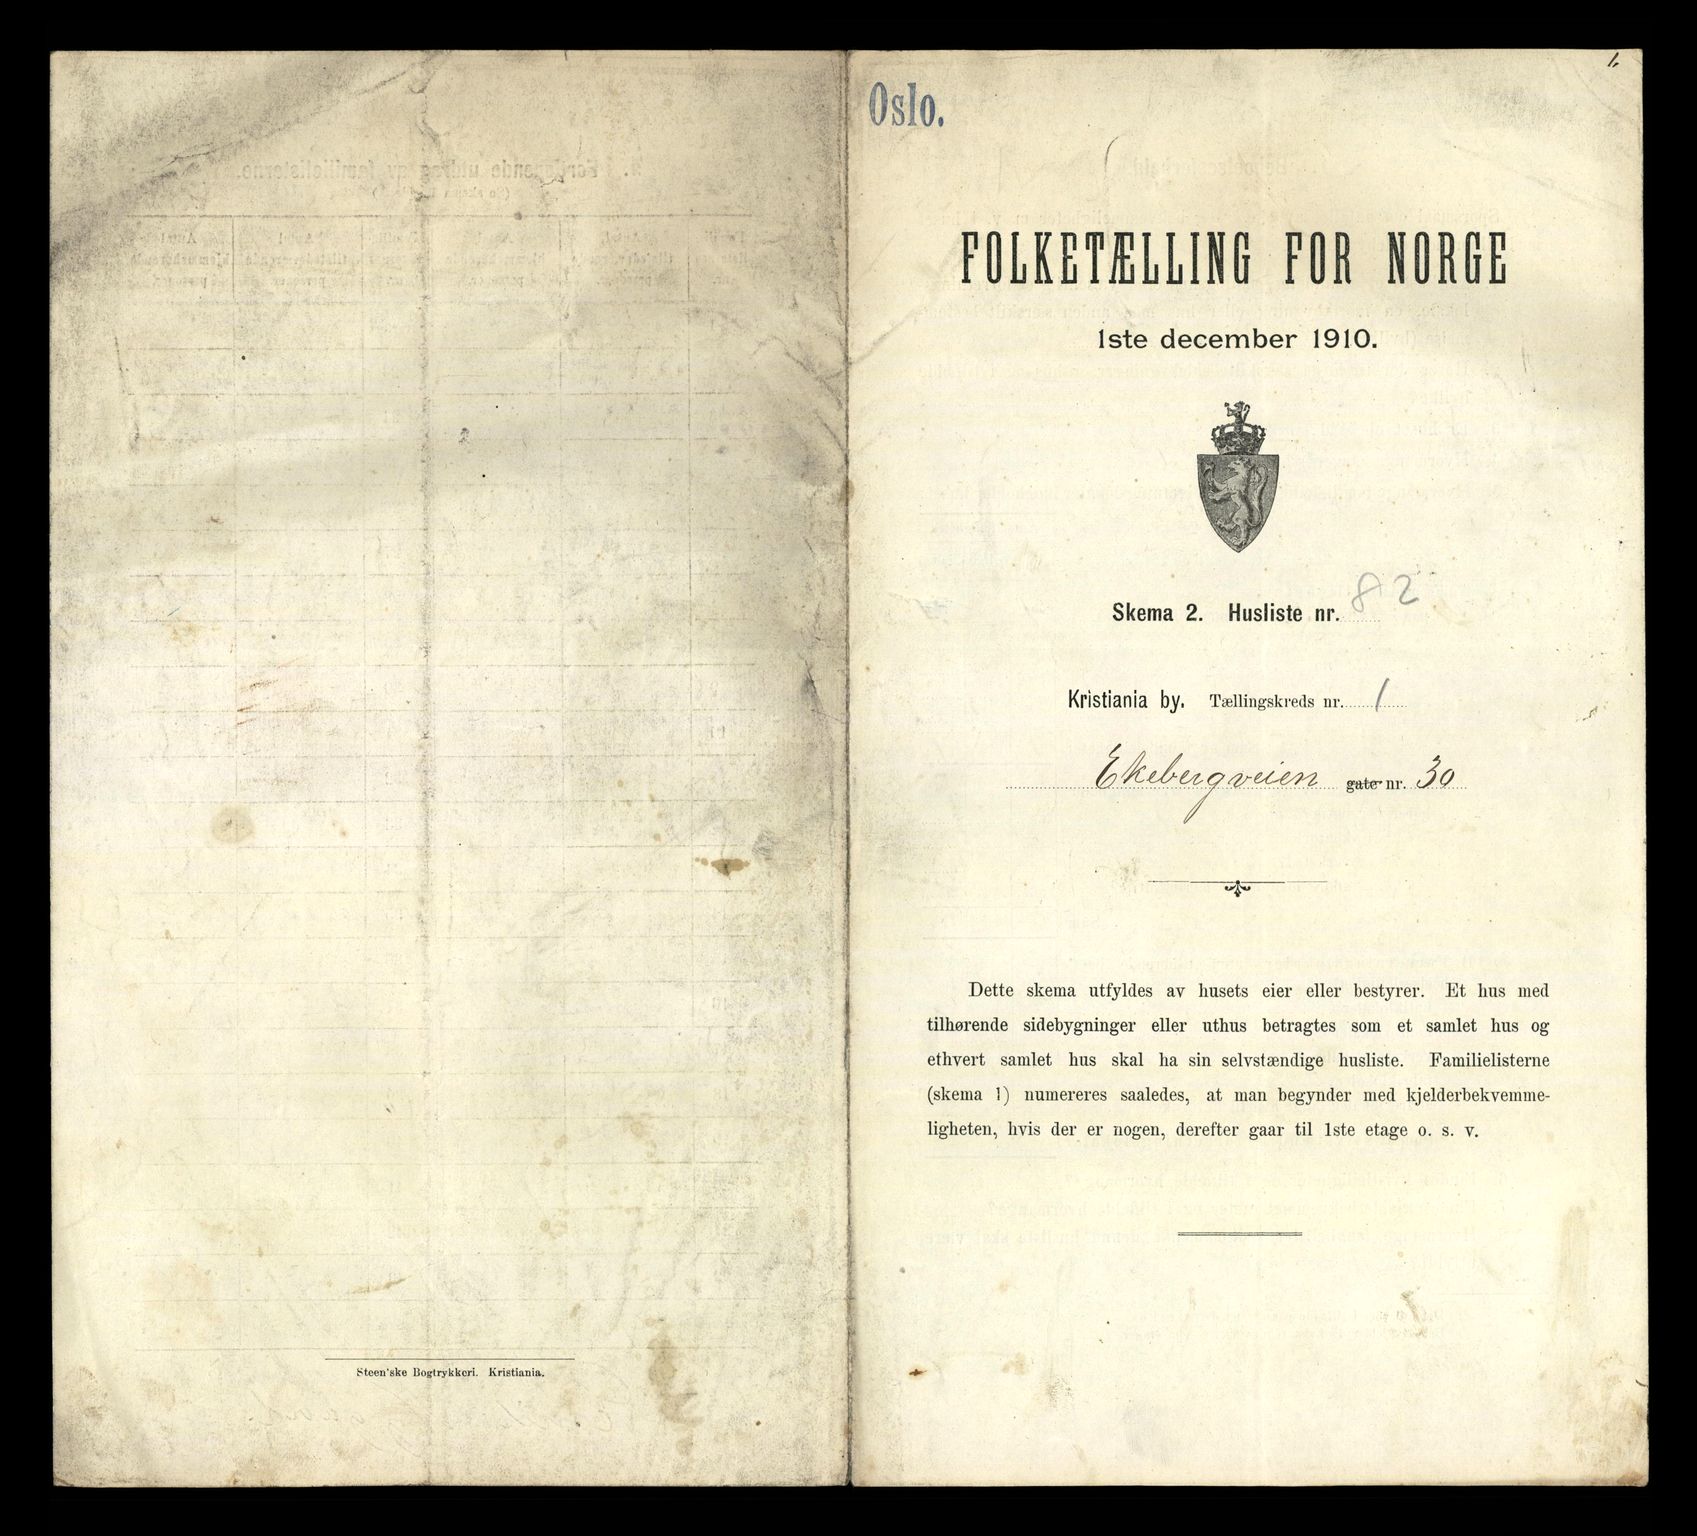 Steen'ske Bogtrykkeri. Kristiania.
1.
Oslo.
FOLKETÆLLING FOR NORGE
1ste december 1910.
Skema 2. Husliste nr. 82
Kristiania by. Tællingskreds nr. 1
Ekebergveien gate nr. 30
Dette skema utfyldes av husets eier eller bestyrer. Et hus med
tilhørende sidebygninger eller uthus betragtes som et samlet hus og
ethvert samlet hus skal ha sin selvstændige husliste. Familielisterne
(skema 1) numereres saaledes, at man begynder med kjelderbekvemme-
ligheten, hvis der er nogen, derefter gaar til 1ste etage o. s. v.